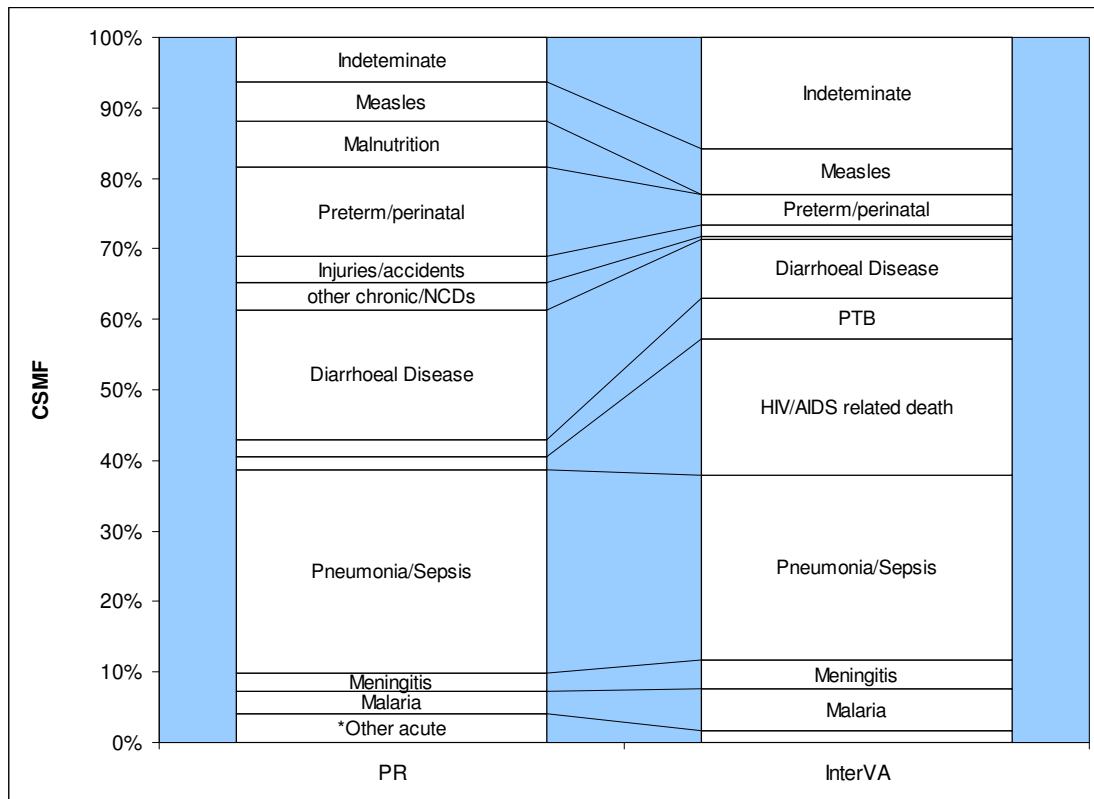 CSMF
100%
90%
80%
70%
60%
50%
40%
30%
20%
10%
0%
Indeteminate
Measles
Malnutrition
Preterm/perinatal
Injuries/accidents
other chronic/NCDs
Diarrhoeal Disease
Pneumonia/Sepsis
Meningitis
Malaria
*Other acute
Indeteminate
Measles
Preterm/perinatal
Diarrhoeal Disease
PTB
HIV/AIDS related death
Pneumonia/Sepsis
Meningitis
Malaria
PR
InterVA